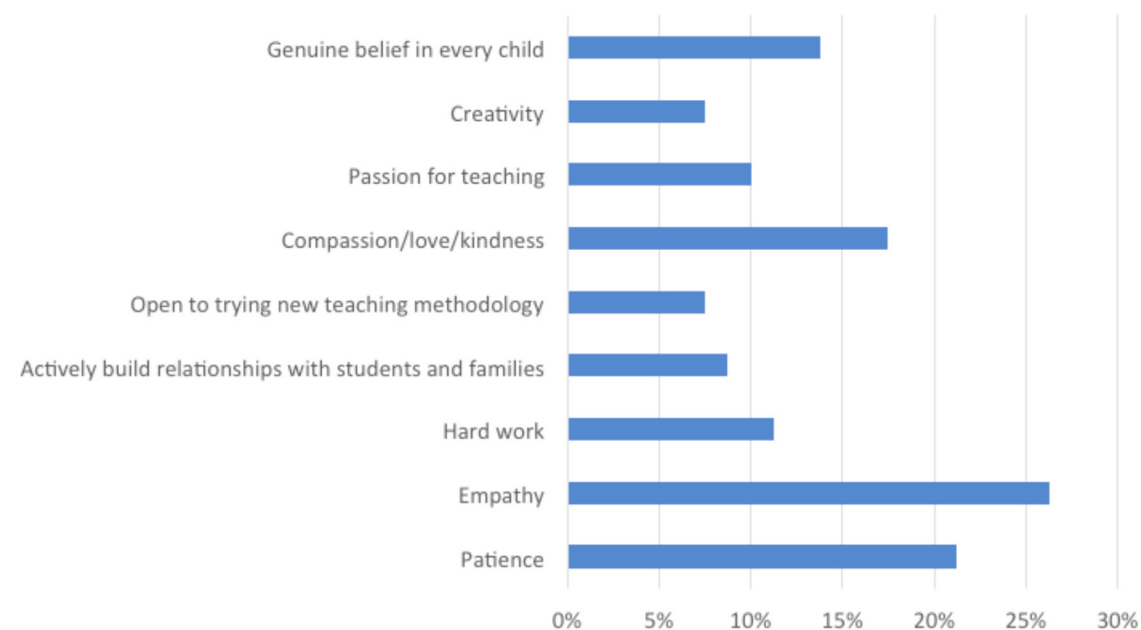 Genuine belief in every child
Creativity
Passion for teaching
Compassion/love/kindness
Open to trying new teaching methodology
Actively build relationships with students and families
Hard work
Empathy
Patience
0% 5% 10% 15% 20% 25% 30%